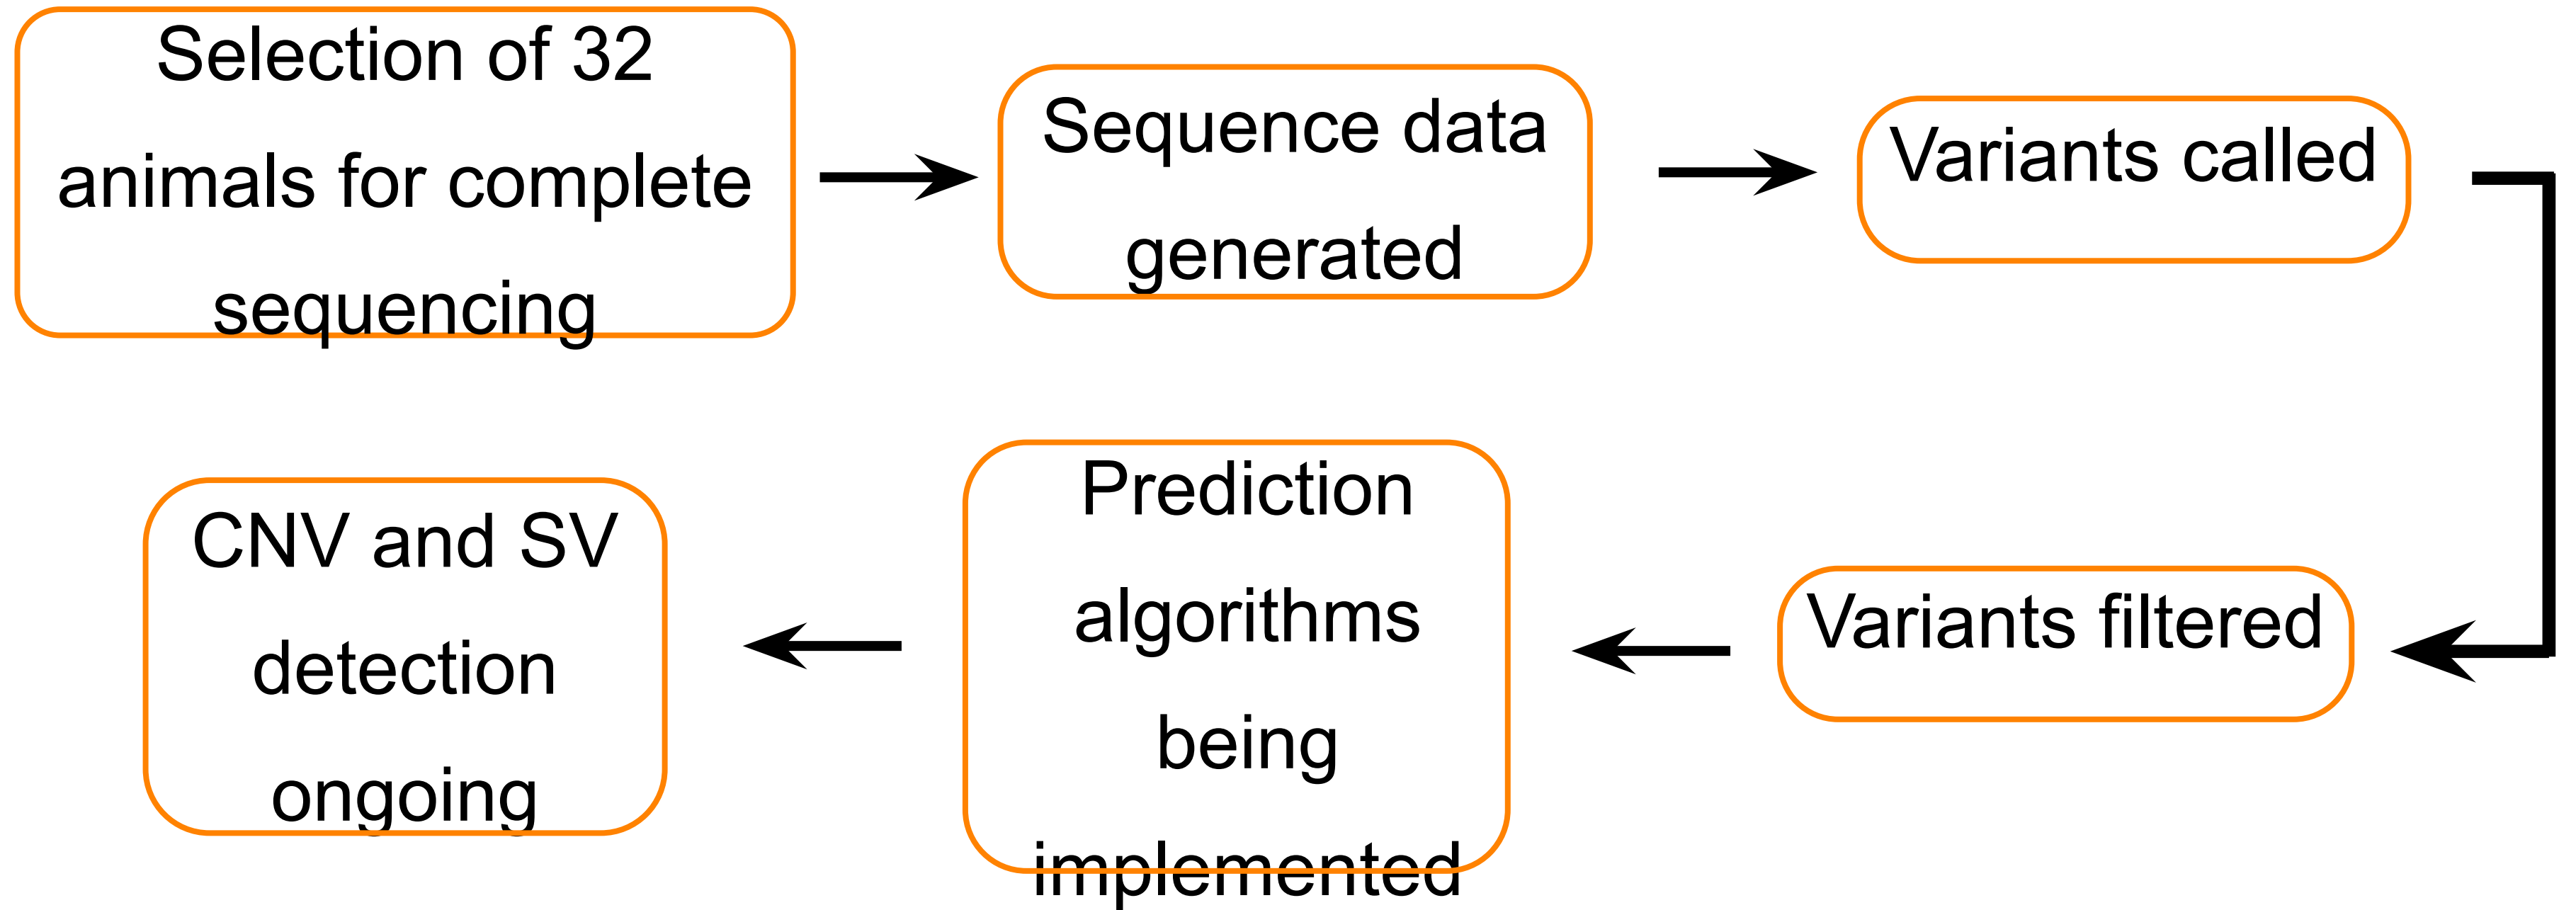 Selection of 32
animals for complete
sequencing
Sequence data
generated
Variants called
Variants filtered
Prediction
algorithms
being
implemented
CNV and SV
detection
ongoing